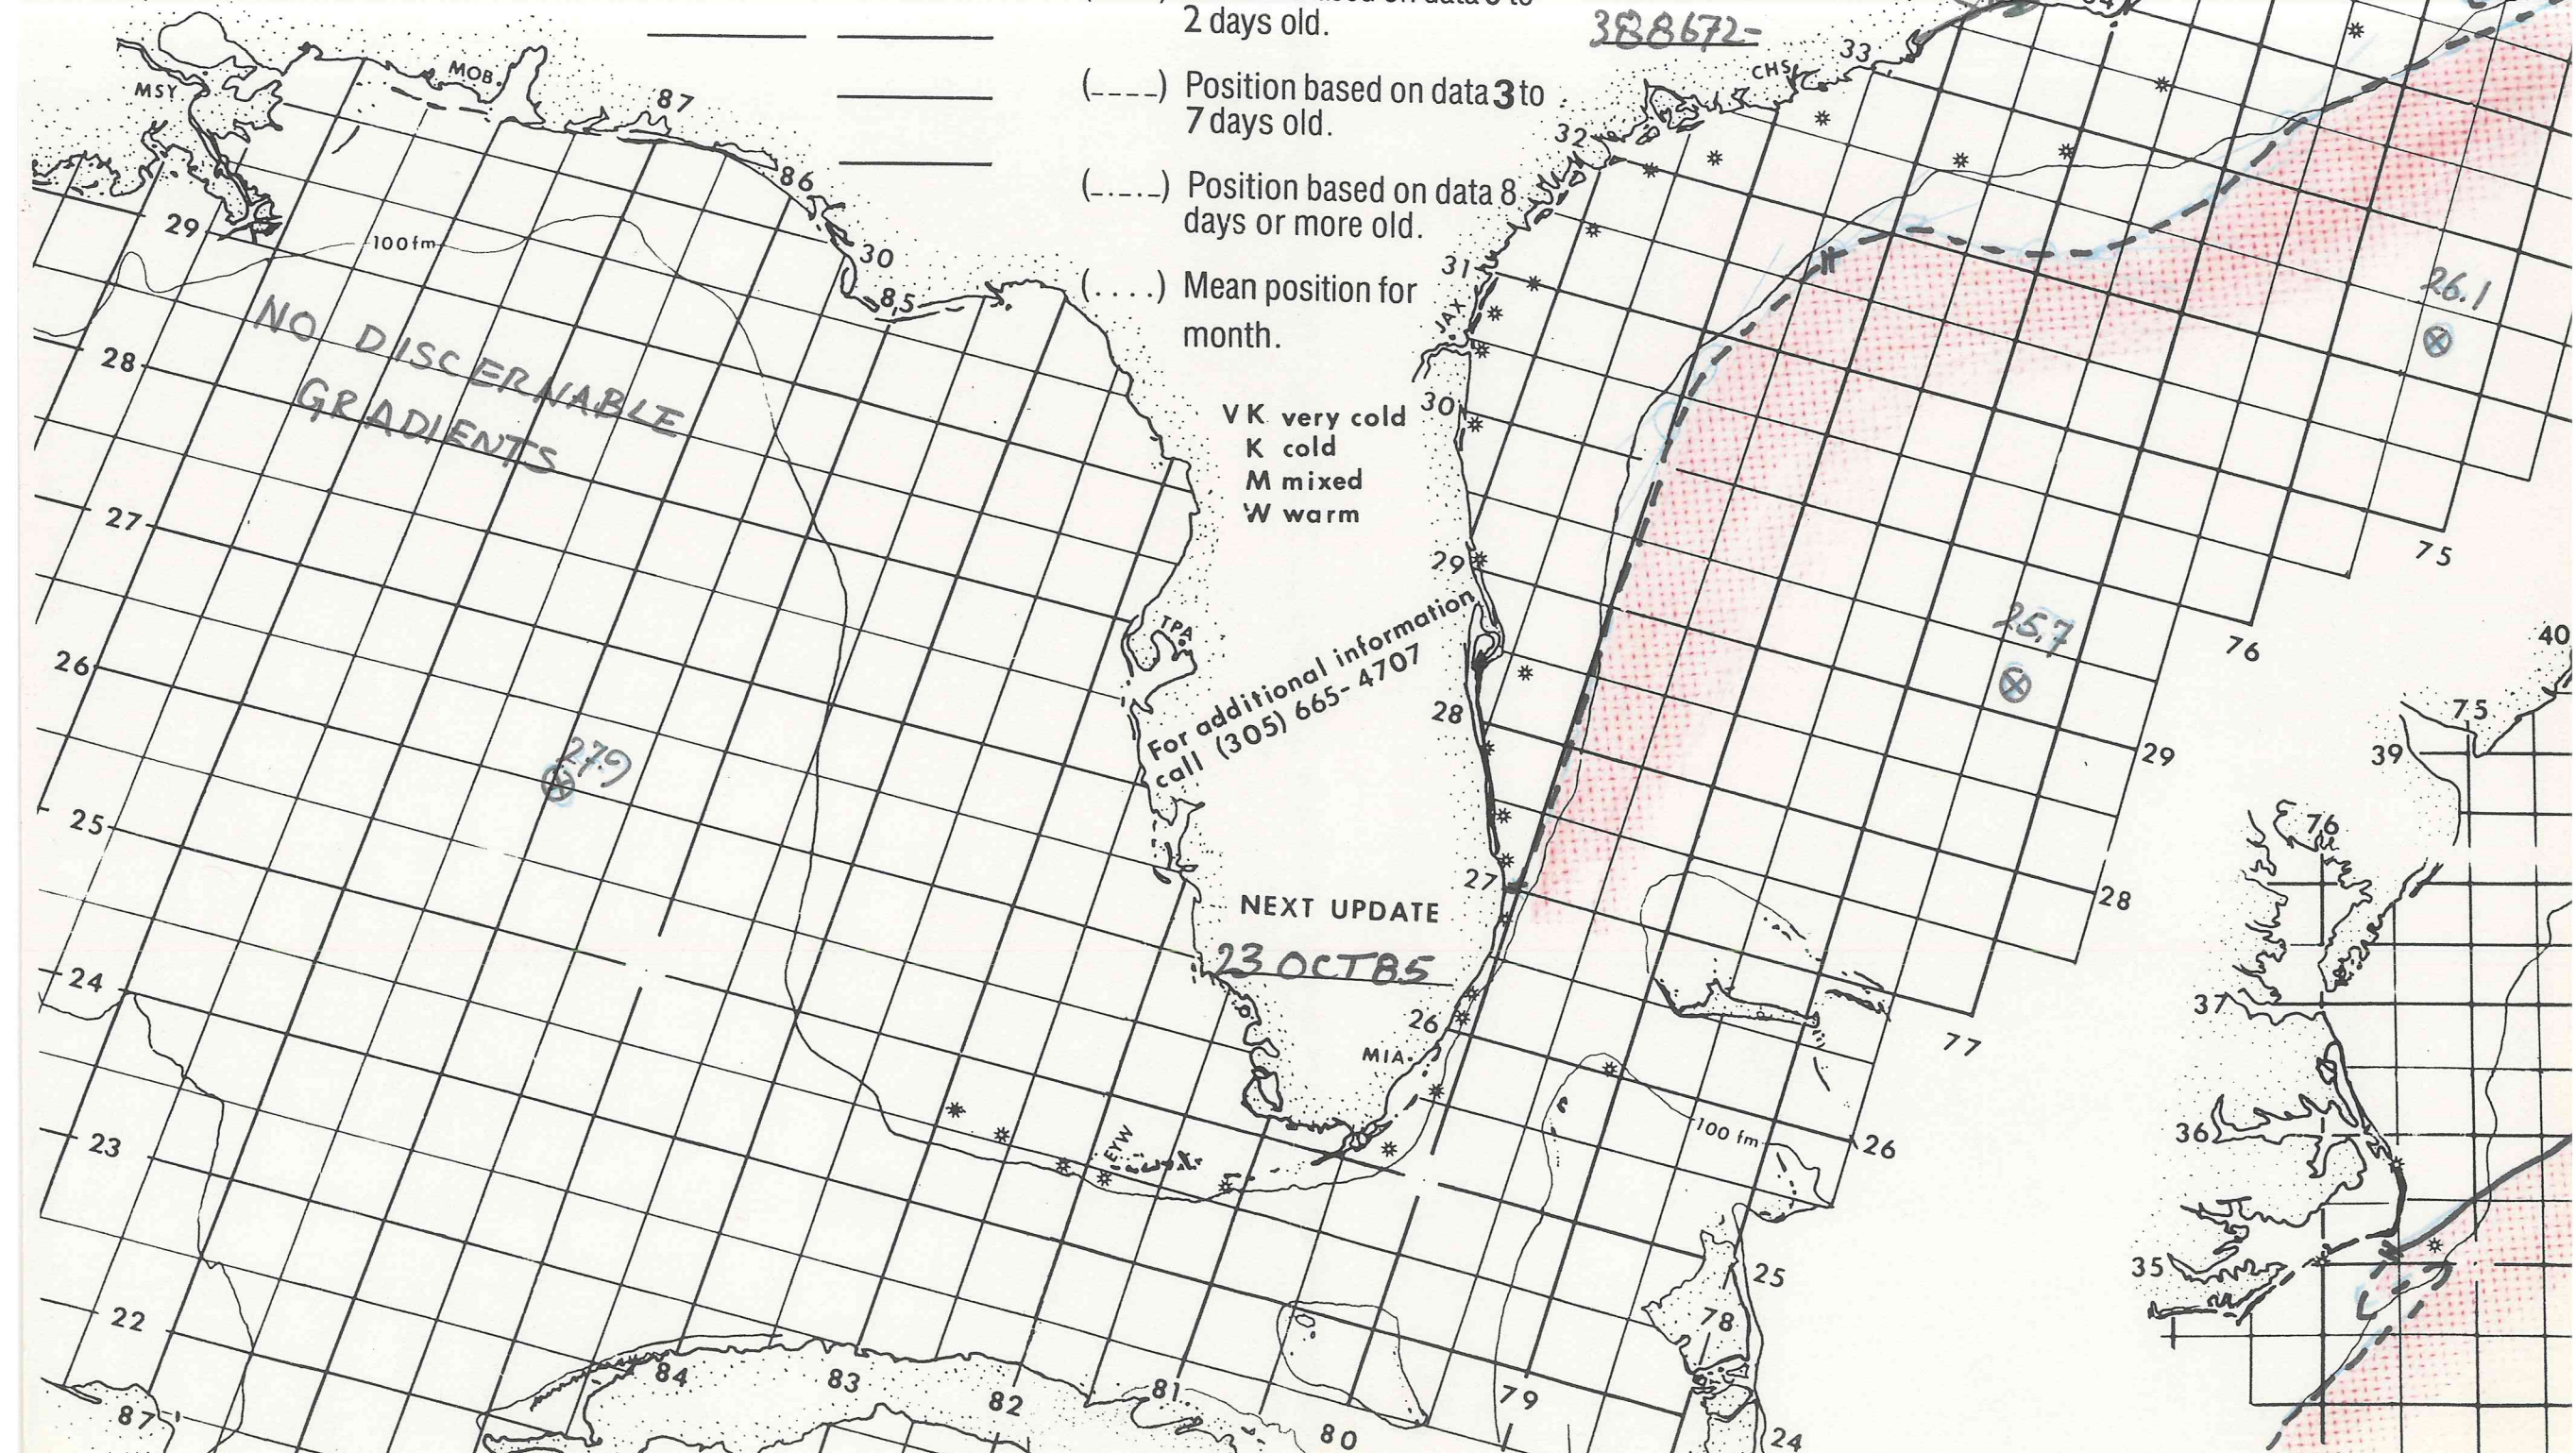 2 days old.
(----) Position based on data 3 to
7 days old.
(_._._) Position based on data 8
days or more old.
(....) Mean position for
month.
388672-
VK very cold
K cold
M mixed
W warm
For additional information
call (305) 665-4707
NEXT UPDATE
23 OCT 85
NO DISCERNABLE
GRADIENTS
27.9
26.1
25.7
MSY
MOB.
87
86
30
85
100 fm
29
28
27
26
25
24
23
22
87
84
83
82
81
80
79
78
24
25
26
100 fm
77
28
29
76
75
CHS
33
32
31
JAX
30
29
28
27
26
TPA
MIA.
EYW
40
75
39
76
37
36
35